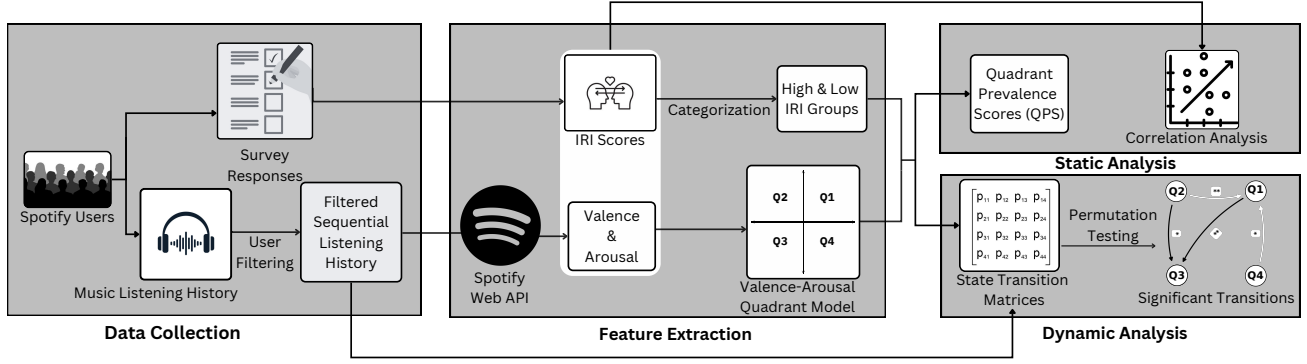 Spotify Users
Survey
Responses
Music Listening History
User
Filtering
Filtered
Sequential
Listening
History
Data Collection
IRI Scores
Categorization
High & Low
IRI Groups
Spotify
Web API
Valence
&
Arousal
Q2 Q1
Q3 Q4
Valence-Arousal
Quadrant Model
Feature Extraction
Quadrant
Prevalence
Scores (QPS)
Correlation Analysis
Static Analysis
P11 P12 P13 P14
P21 P22 P23 P24
P31 P32 P33 P34
P41 P42 P43 P44
State Transition
Matrices
Permutation
Testing
Q2 ** Q1
* *
Q3 Q4
Significant Transitions
Dynamic Analysis